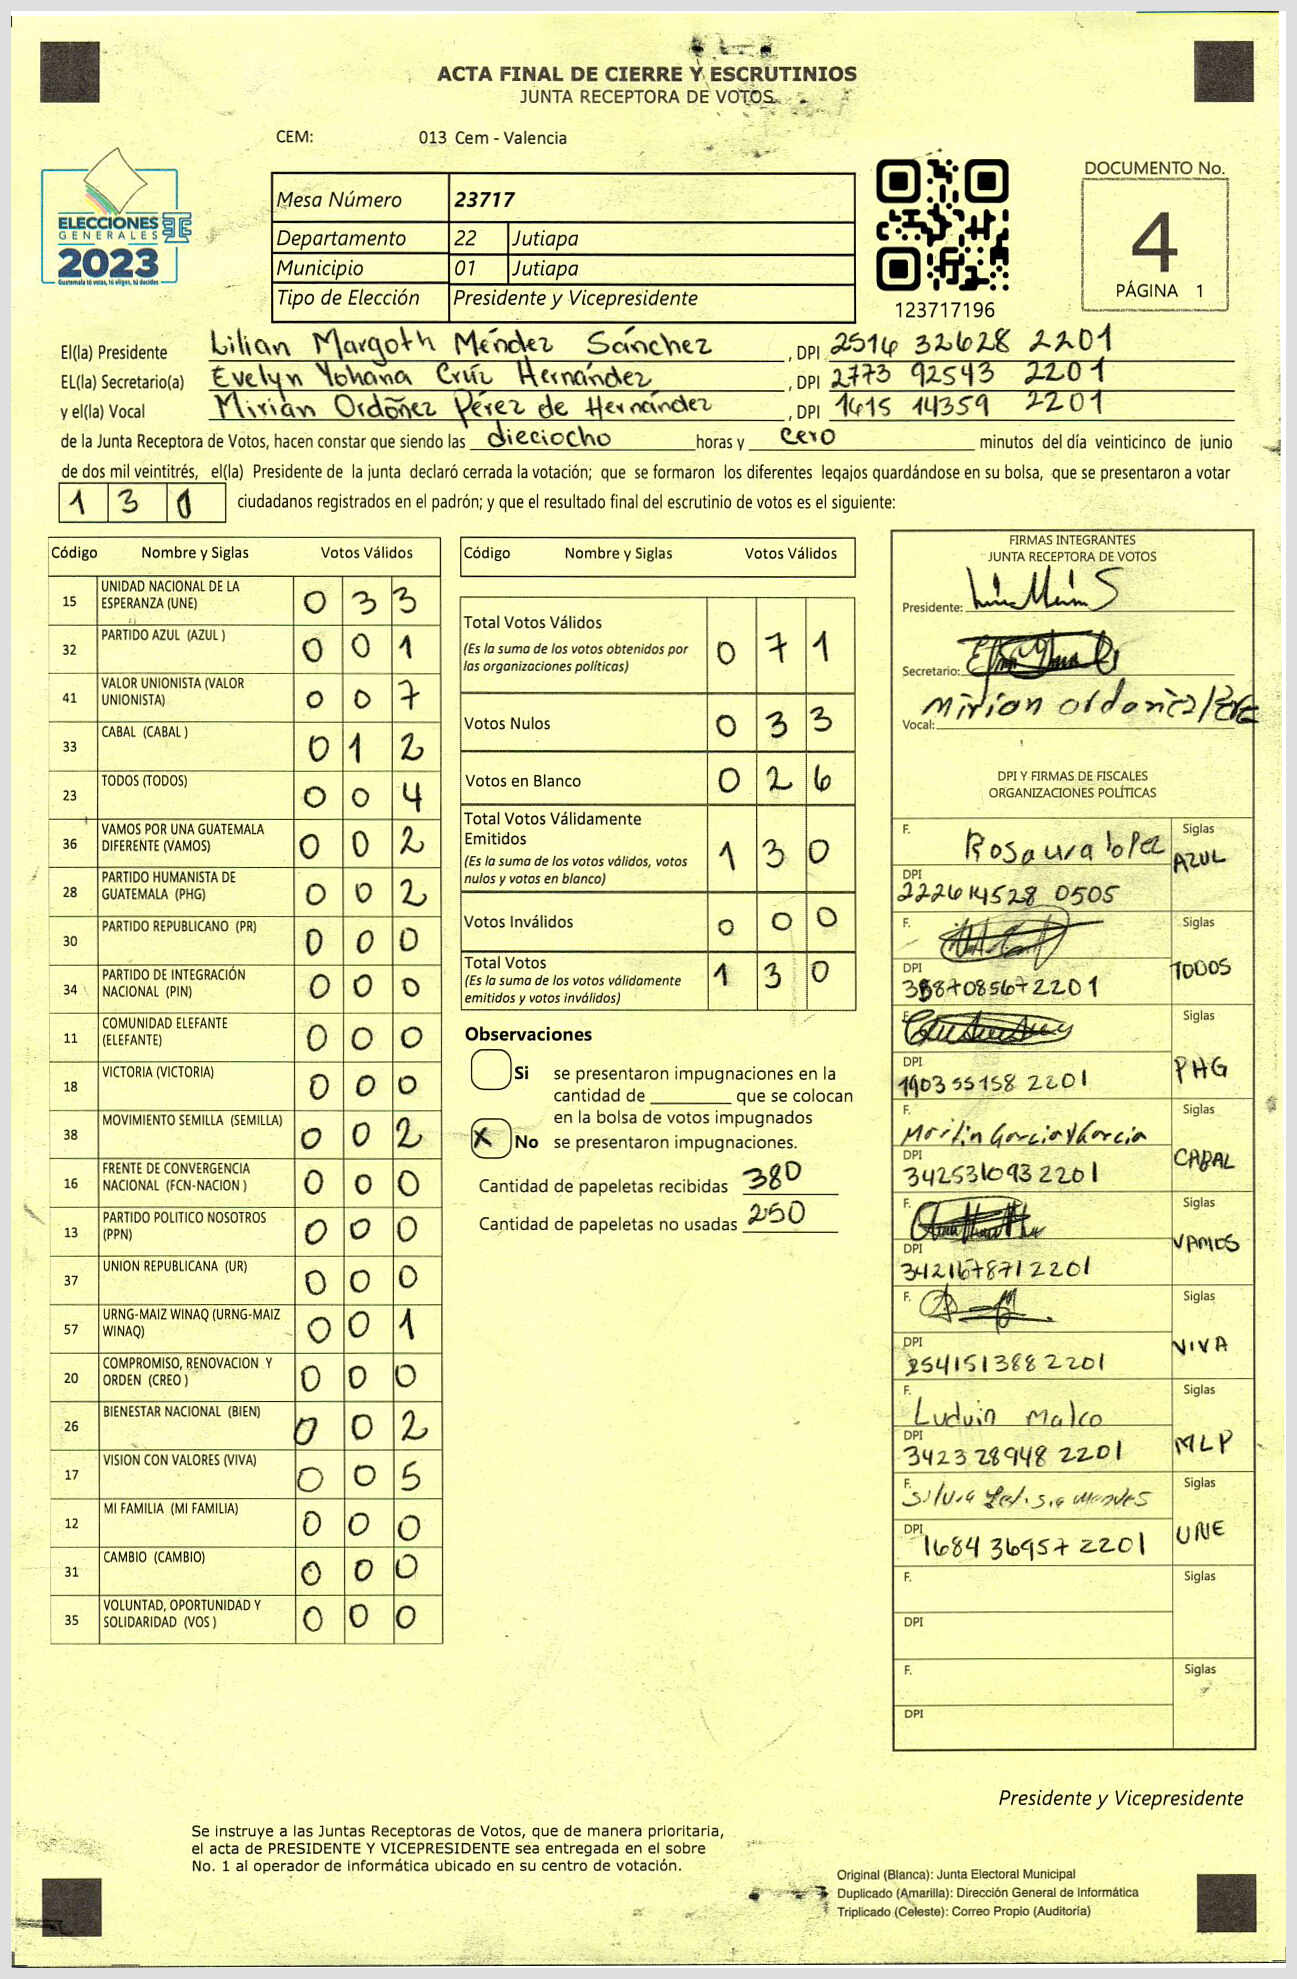 ACTA FINAL DE CIERRE Y ESCRUTINIOS
JUNTA RECEPTORA DE VOTOS
CEM: 013 Cem - Valencia
ELECCIONES
GENERALES
2023
Guatemala tú votas, tú eliges, tú decides
Mesa Número 23717
Departamento 22 Jutiapa
Municipio 01 Jutiapa
Tipo de Elección Presidente y Vicepresidente
123717196
DOCUMENTO No.
4
PÁGINA 1
El(la) Presidente Lilian Margoth Méndez Sánchez, DPI 2516 32628 2201
EL(la) Secretario(a) Evelyn Yohana Cruz Hernández, DPI 2773 92543 2201
y el(la) Vocal Mirian Ordóñez Pérez de Hernández, DPI 1615 14359 2201
de la Junta Receptora de Votos, hacen constar que siendo las dieciocho horas y cero minutos del día veinticinco de junio
de dos mil veintitrés, el(la) Presidente de la junta declaró cerrada la votación; que se formaron los diferentes legajos guardándose en su bolsa, que se presentaron a votar
1 3 0 ciudadanos registrados en el padrón; y que el resultado final del escrutinio de votos es el siguiente:
Código Nombre y Siglas Votos Válidos
15 UNIDAD NACIONAL DE LA ESPERANZA (UNE) 0 3 3
32 PARTIDO AZUL (AZUL ) 0 0 1
41 VALOR UNIONISTA (VALOR UNIONISTA) 0 0 7
33 CABAL (CABAL ) 0 1 2
23 TODOS (TODOS) 0 0 4
36 VAMOS POR UNA GUATEMALA DIFERENTE (VAMOS) 0 0 2
28 PARTIDO HUMANISTA DE GUATEMALA (PHG) 0 0 2
30 PARTIDO REPUBLICANO (PR) 0 0 0
34 PARTIDO DE INTEGRACIÓN NACIONAL (PIN) 0 0 0
11 COMUNIDAD ELEFANTE (ELEFANTE) 0 0 0
18 VICTORIA (VICTORIA) 0 0 0
38 MOVIMIENTO SEMILLA (SEMILLA) 0 0 2
16 FRENTE DE CONVERGENCIA NACIONAL (FCN-NACION ) 0 0 0
13 PARTIDO POLITICO NOSOTROS (PPN) 0 0 0
37 UNION REPUBLICANA (UR) 0 0 0
57 URNG-MAIZ WINAQ (URNG-MAIZ WINAQ) 0 0 1
20 COMPROMISO, RENOVACION Y ORDEN (CREO ) 0 0 0
26 BIENESTAR NACIONAL (BIEN) 0 0 2
17 VISION CON VALORES (VIVA) 0 0 5
12 MI FAMILIA (MI FAMILIA) 0 0 0
31 CAMBIO (CAMBIO) 0 0 0
35 VOLUNTAD, OPORTUNIDAD Y SOLIDARIDAD (VOS ) 0 0 0
Código Nombre y Siglas Votos Válidos
Total Votos Válidos 0 7 1
(Es la suma de los votos obtenidos por
las organizaciones políticas)
Votos Nulos 0 3 3
Votos en Blanco 0 2 6
Total Votos Válidamente
Emitidos 1 3 0
(Es la suma de los votos válidos, votos
nulos y votos en blanco)
Votos Inválidos 0 0 0
Total Votos 1 3 0
(Es la suma de los votos válidamente
emitidos y votos inválidos)
Observaciones
Si se presentaron impugnaciones en la
cantidad de ________ que se colocan
en la bolsa de votos impugnados
X No se presentaron impugnaciones.
Cantidad de papeletas recibidas 380
Cantidad de papeletas no usadas 250
FIRMAS INTEGRANTES
JUNTA RECEPTORA DE VOTOS
Presidente:
Secretario:
Vocal: Mirian Ordoñez
DPI Y FIRMAS DE FISCALES
ORGANIZACIONES POLÍTICAS
F. Rosaura lopez Siglas AZUL
DPI 222614528 0505
F. Siglas TODOS
DPI
F. Siglas PHG
DPI 190355158 2201
F. Marlin Garcia y Garcia Siglas CABAL
DPI 342531093 2201
F. Siglas VAMOS
DPI 342167871 2201
F. Siglas VIVA
DPI 254151388 2201
F. Luduin Malco Siglas MLP
DPI 3423 28948 2201
F. Silvia Siglas UNE
DPI 1684 36957 2201
F. Siglas
DPI
F. Siglas
DPI
Presidente y Vicepresidente
Se instruye a las Juntas Receptoras de Votos, que de manera prioritaria,
el acta de PRESIDENTE Y VICEPRESIDENTE sea entregada en el sobre
No. 1 al operador de informática ubicado en su centro de votación.
Original (Blanca): Junta Electoral Municipal
Duplicado (Amarilla): Dirección General de Informática
Triplicado (Celeste): Correo Propio (Auditoría)